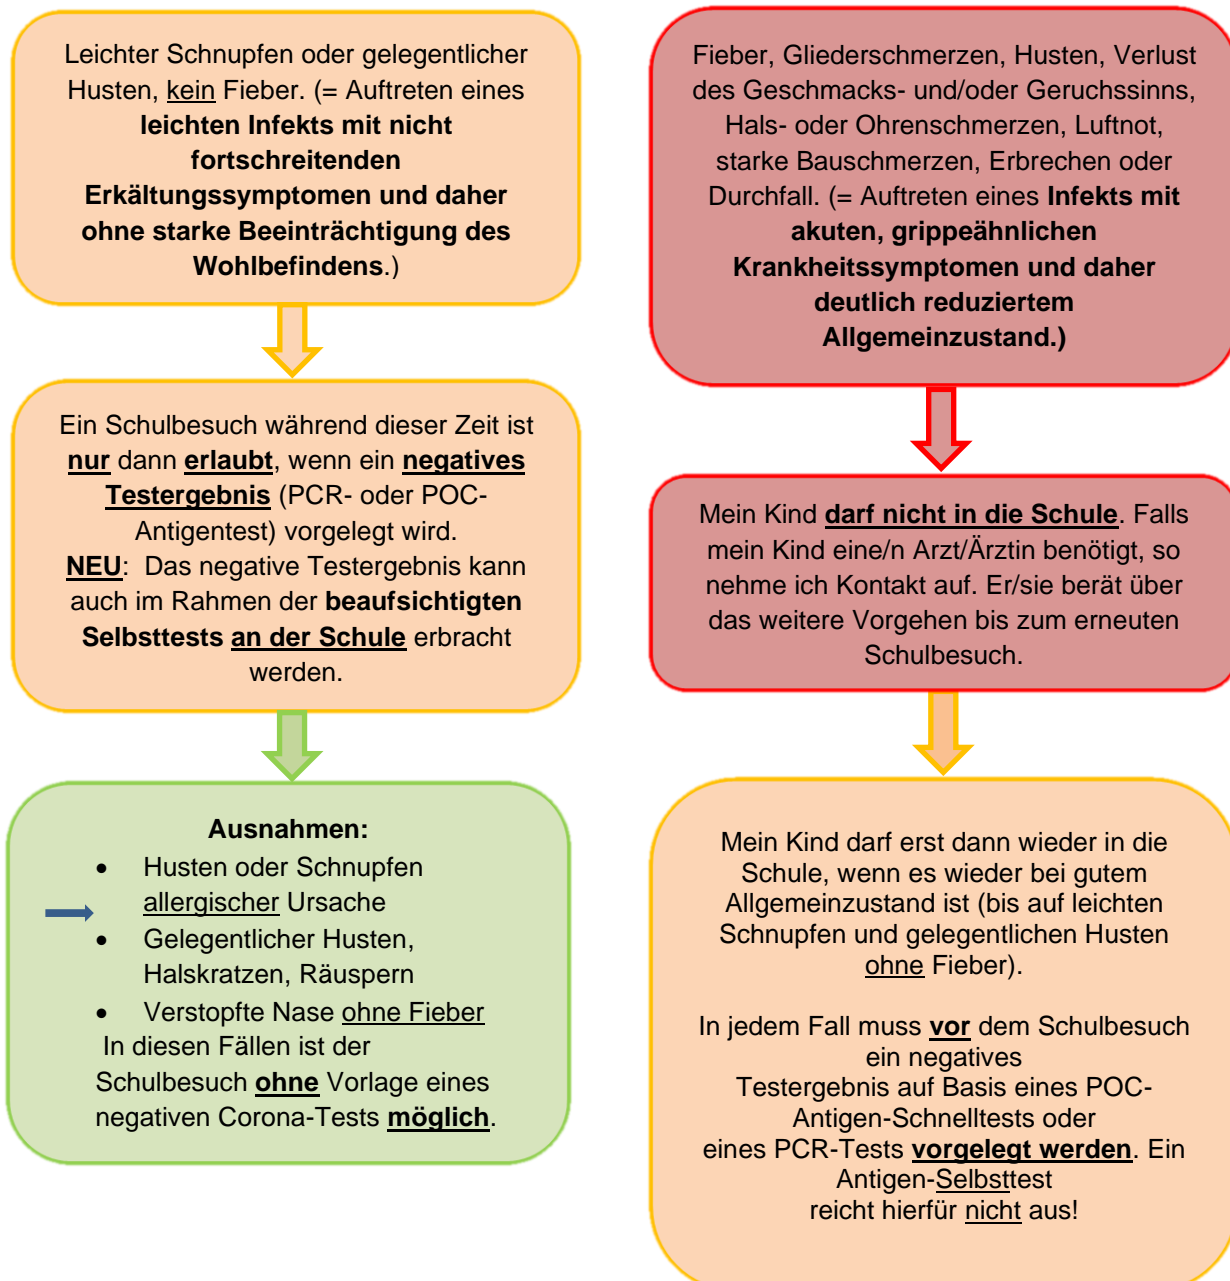 Leichter Schnupfen oder gelegentlicher
Husten, kein Fieber. (= Auftreten eines
leichten Infekts mit nicht
fortschreitenden
Erkältungssymptomen und daher
ohne starke Beeinträchtigung des
Wohlbefindens.)
Ein Schulbesuch während dieser Zeit ist
nur dann erlaubt, wenn ein negatives
Testergebnis (PCR- oder POC-
Antigentest) vorgelegt wird.
NEU: Das negative Testergebnis kann
auch im Rahmen der beaufsichtigten
Selbsttests an der Schule erbracht
werden.
Ausnahmen:
• Husten oder Schnupfen
allergischer Ursache
• Gelegentlicher Husten,
Halskratzen, Räuspern
• Verstopfte Nase ohne Fieber
In diesen Fällen ist der
Schulbesuch ohne Vorlage eines
negativen Corona-Tests möglich.
Fieber, Gliederschmerzen, Husten, Verlust
des Geschmacks- und/oder Geruchssinns,
Hals- oder Ohrenschmerzen, Luftnot,
starke Bauschmerzen, Erbrechen oder
Durchfall. (= Auftreten eines Infekts mit
akuten, grippeähnlichen
Krankheitssymptomen und daher
deutlich reduziertem
Allgemeinzustand.)
Mein Kind darf nicht in die Schule. Falls
mein Kind eine/n Arzt/Ärztin benötigt, so
nehme ich Kontakt auf. Er/sie berät über
das weitere Vorgehen bis zum erneuten
Schulbesuch.
Mein Kind darf erst dann wieder in die
Schule, wenn es wieder bei gutem
Allgemeinzustand ist (bis auf leichten
Schnupfen und gelegentlichen Husten
ohne Fieber).
In jedem Fall muss vor dem Schulbesuch
ein negatives
Testergebnis auf Basis eines POC-
Antigen-Schnelltests oder
eines PCR-Tests vorgelegt werden. Ein
Antigen-Selbsttest
reicht hierfür nicht aus!